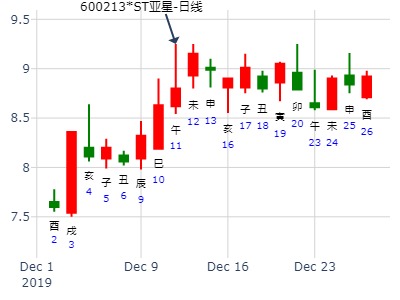 600213*ST亚星-日线
9.5
9
8.5
8
7.5
酉
2
戌
3
亥
4
子
5
丑
6
辰
9
巳
10
午
11
未
12
申
13
亥
16
子
17
丑
18
寅
19
卯
20
午
23
未
24
申
25
酉
26
Dec 1
2019
Dec 9
Dec 16
Dec 23